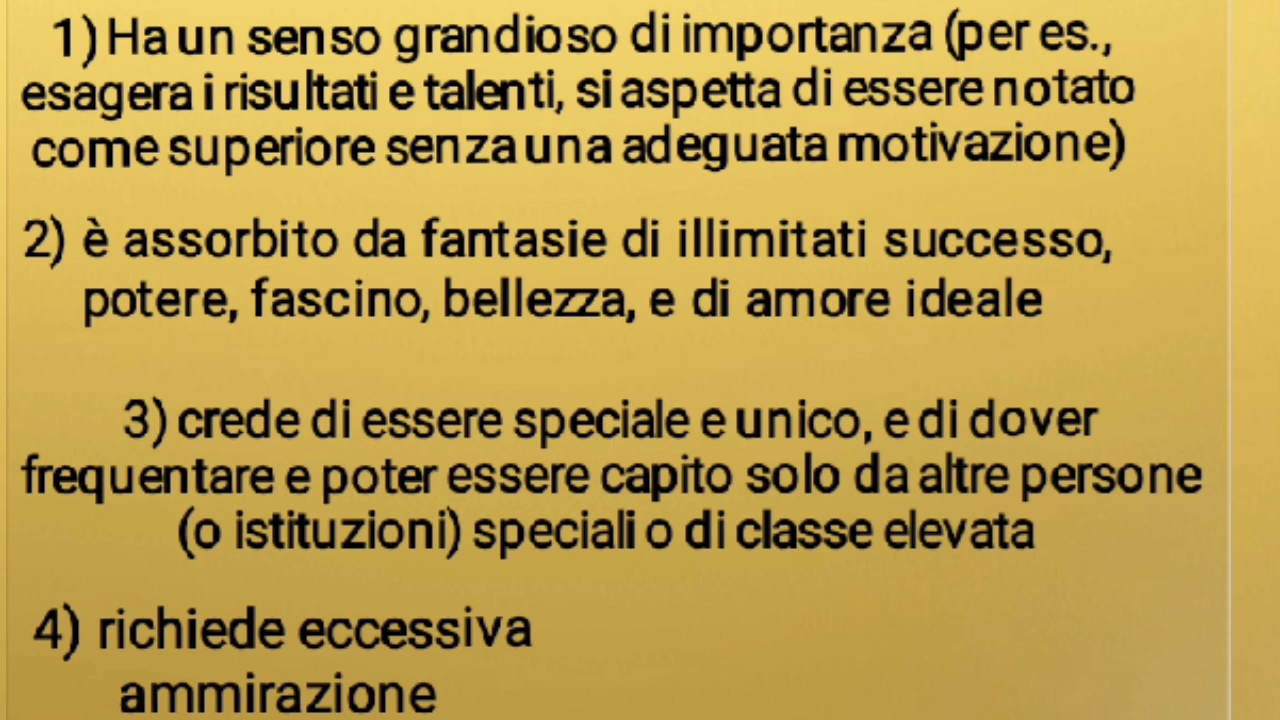 1) Ha un senso grandioso di importanza (per es.,
esagera i risultati e talenti, si aspetta di essere notato
come superiore senza una adeguata motivazione)
2) è assorbito da fantasie di illimitati successo,
potere, fascino, bellezza, e di amore ideale
3) crede di essere speciale e unico, e di dover
frequentare e poter essere capito solo da altre persone
(o istituzioni) speciali o di classe elevata
4) richiede eccessiva
ammirazione